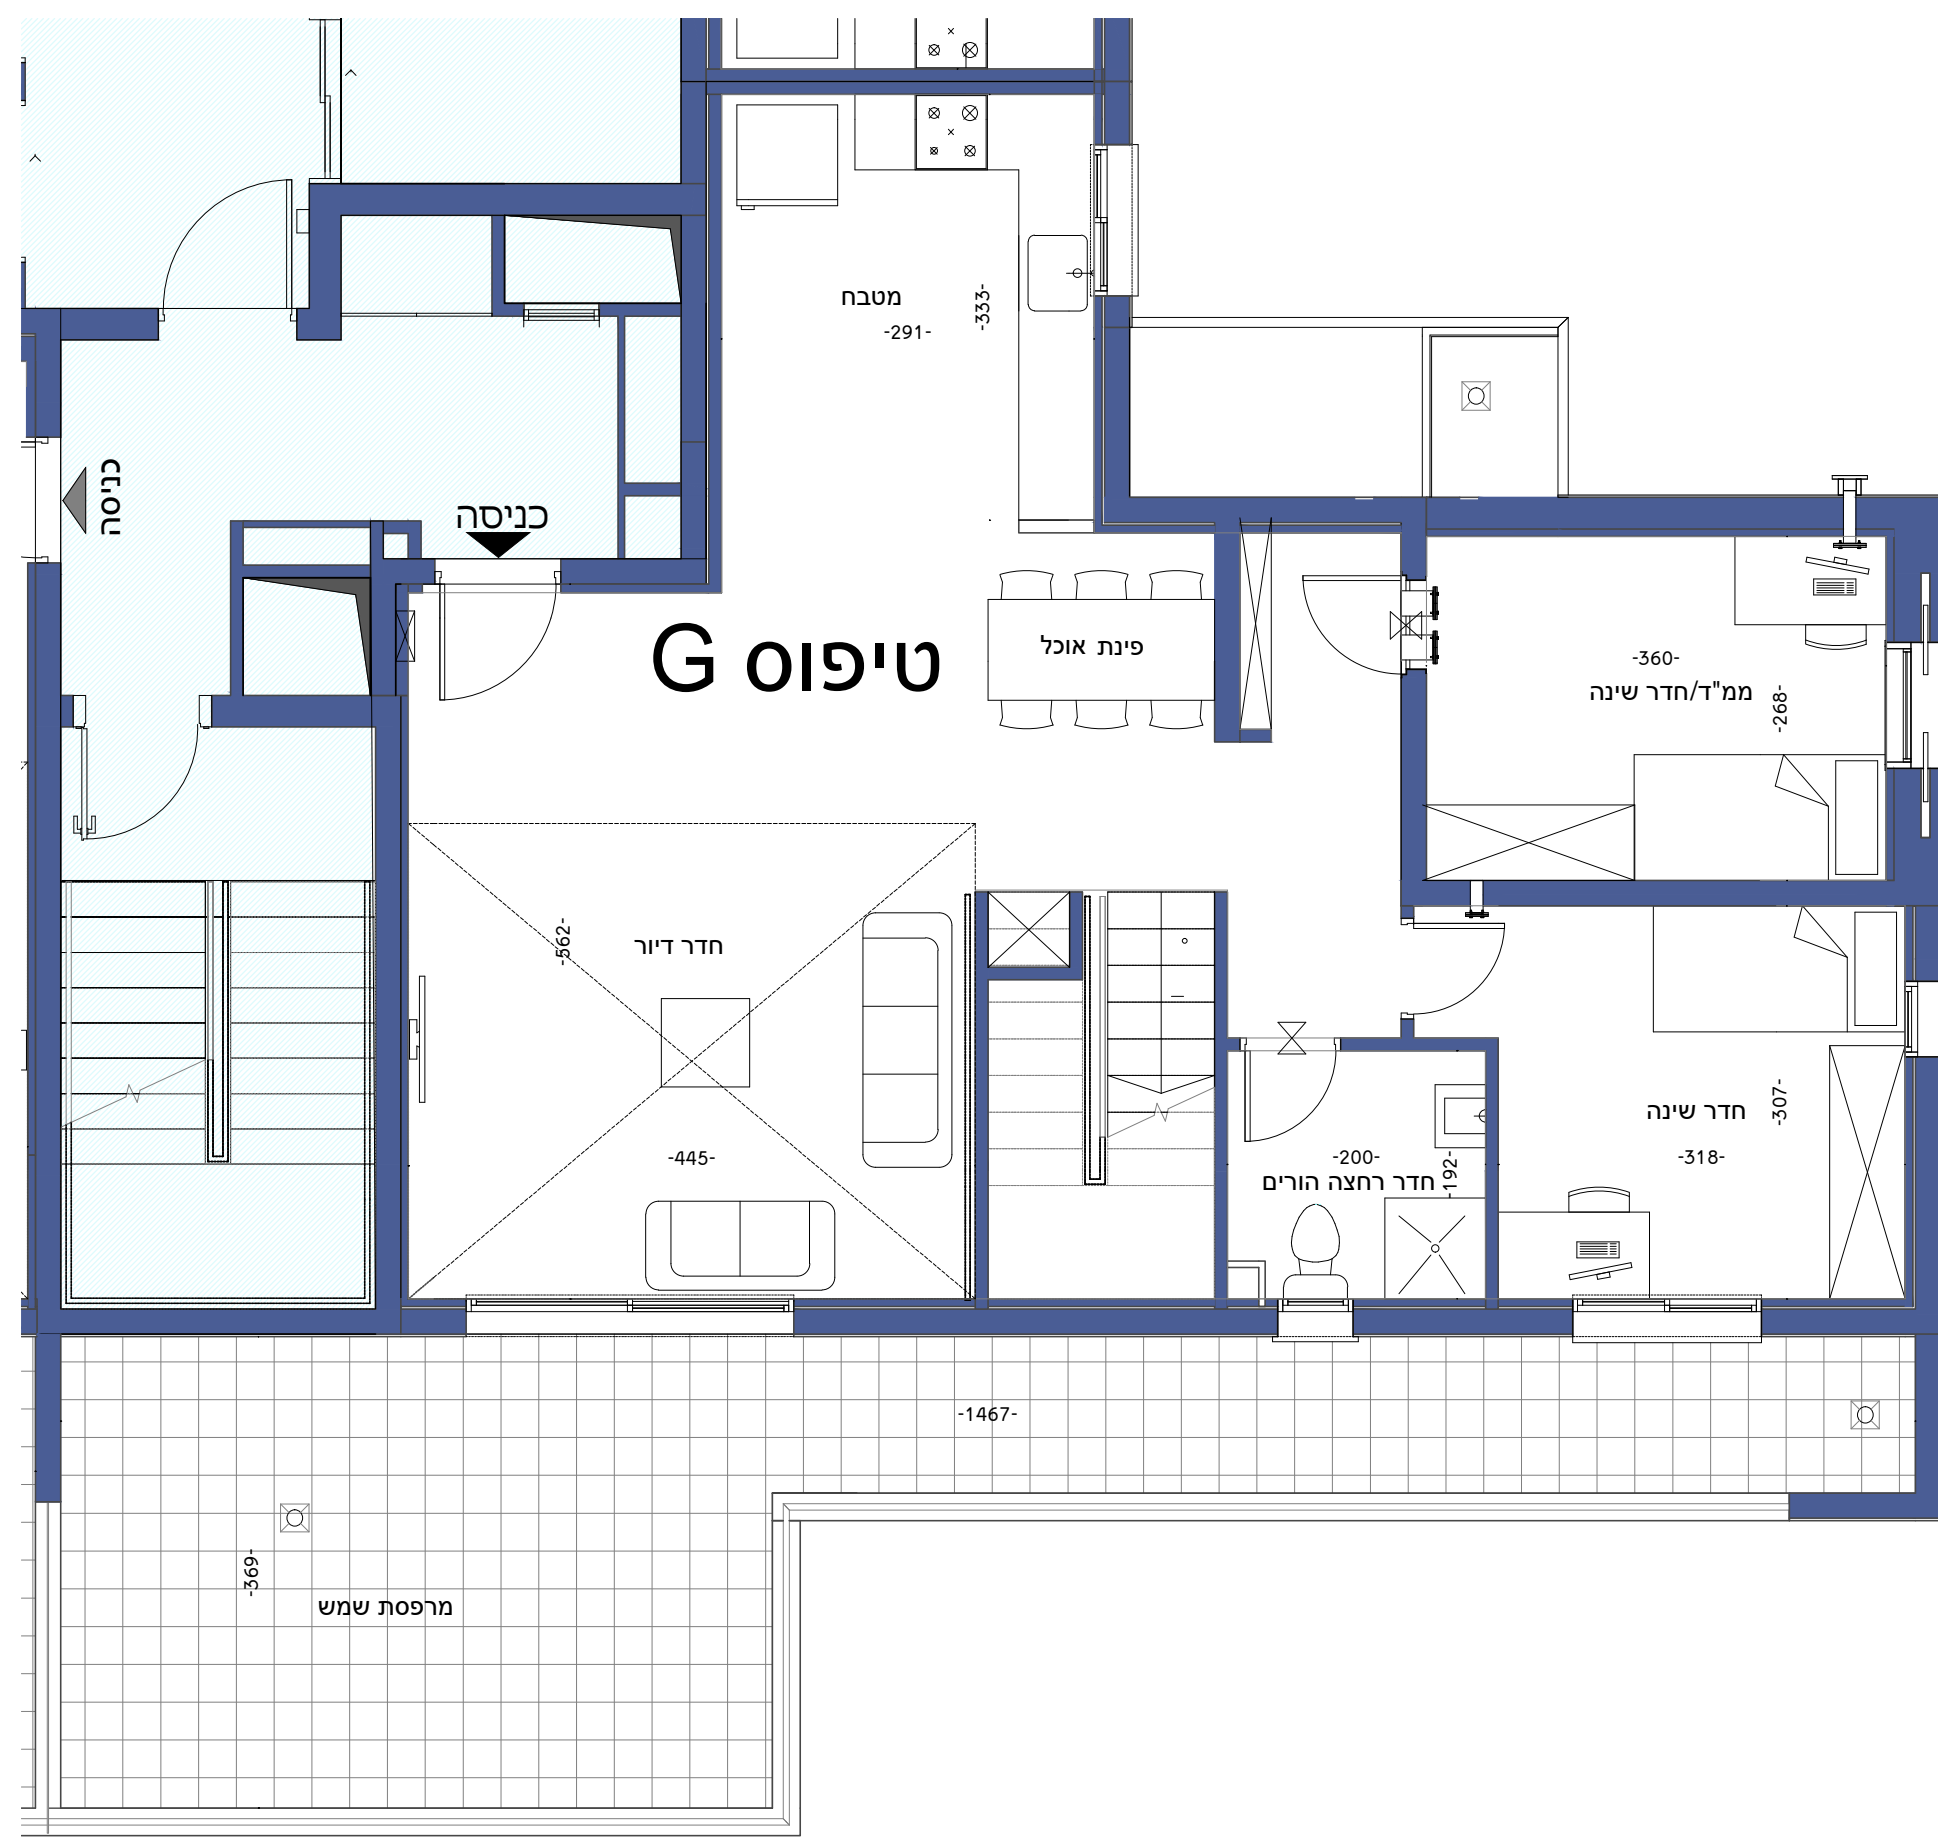 מטבח
-291-
-333-
כניסה
כניסה
טיפוס G
פינת אוכל
-360-
ממ"ד/חדר שינה
-268-
-562-
חדר דיור
-445-
חדר שינה
-307-
-318-
-200-
חדר רחצה הורים
-192-
-1467-
-369-
מרפסת שמש